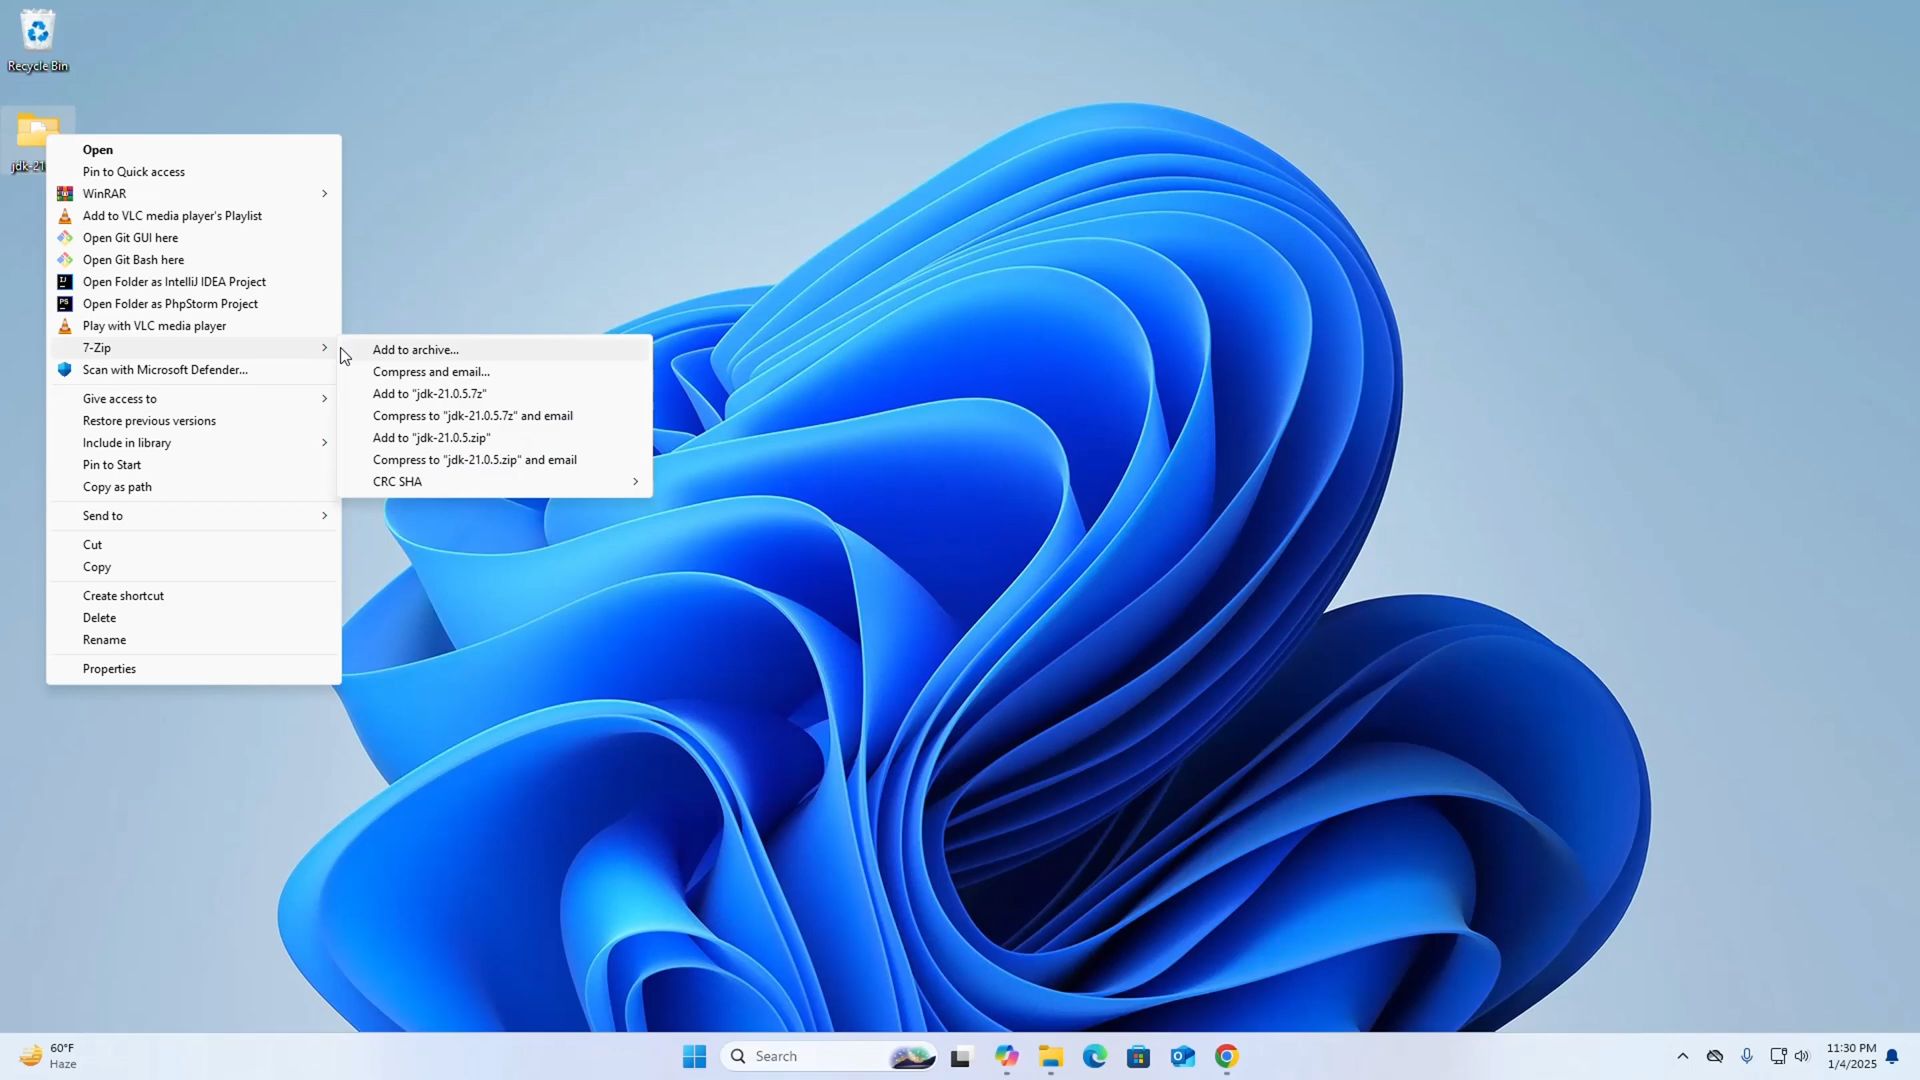 Recycle Bin
jdk-21
Open
Pin to Quick access
WinRAR
Add to VLC media player's Playlist
Open Git GUI here
Open Git Bash here
Open Folder as IntelliJ IDEA Project
Open Folder as PhpStorm Project
Play with VLC media player
7-Zip
Scan with Microsoft Defender...
Give access to
Restore previous versions
Include in library
Pin to Start
Copy as path
Send to
Cut
Copy
Create shortcut
Delete
Rename
Properties
Add to archive...
Compress and email...
Add to "jdk-21.0.5.7z"
Compress to "jdk-21.0.5.7z" and email
Add to "jdk-21.0.5.zip"
Compress to "jdk-21.0.5.zip" and email
CRC SHA
60°F
Haze
Search
11:30 PM
1/4/2025